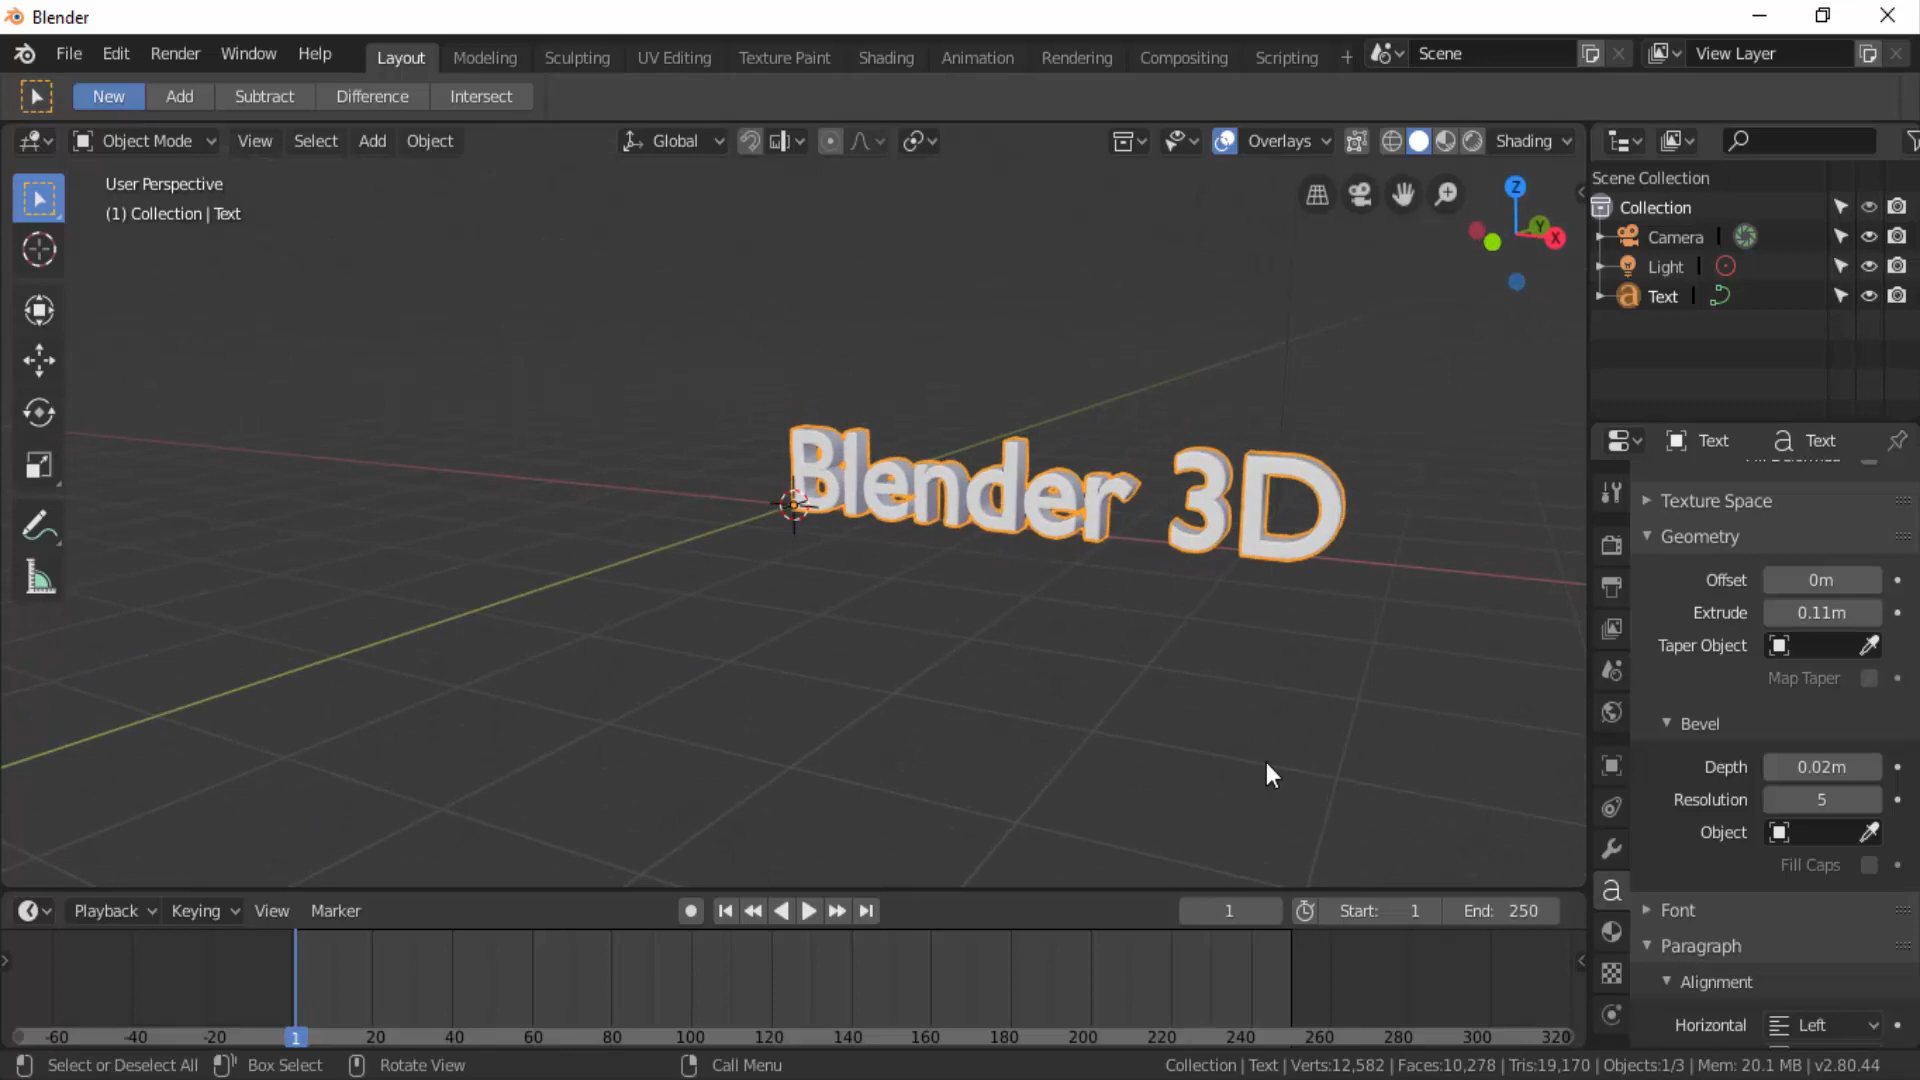 Blender
File Edit Render Window Help Layout Modeling Sculpting UV Editing Texture Paint Shading Animation Rendering Compositing Scripting + Scene View Layer
New Add Subtract Difference Intersect
Object Mode View Select Add Object Global Overlays Shading
User Perspective
(1) Collection | Text
Z
Y
X
Blender 3D
Scene Collection
Collection
Camera
Light
Text
Text Text
Texture Space
Geometry
Offset 0m
Extrude 0.11m
Taper Object
Map Taper
Bevel
Depth 0.02m
Resolution 5
Object
Fill Caps
Font
Paragraph
Alignment
Horizontal Left
Playback Keying View Marker 1 Start: 1 End: 250
-60 -40 -20 1 20 40 60 80 100 120 140 160 180 200 220 240 260 280 300 320
Select or Deselect All Box Select Rotate View Call Menu Collection | Text | Verts:12,582 | Faces:10,278 | Tris:19,170 | Objects:1/3 | Mem: 20.1 MB | v2.80.44